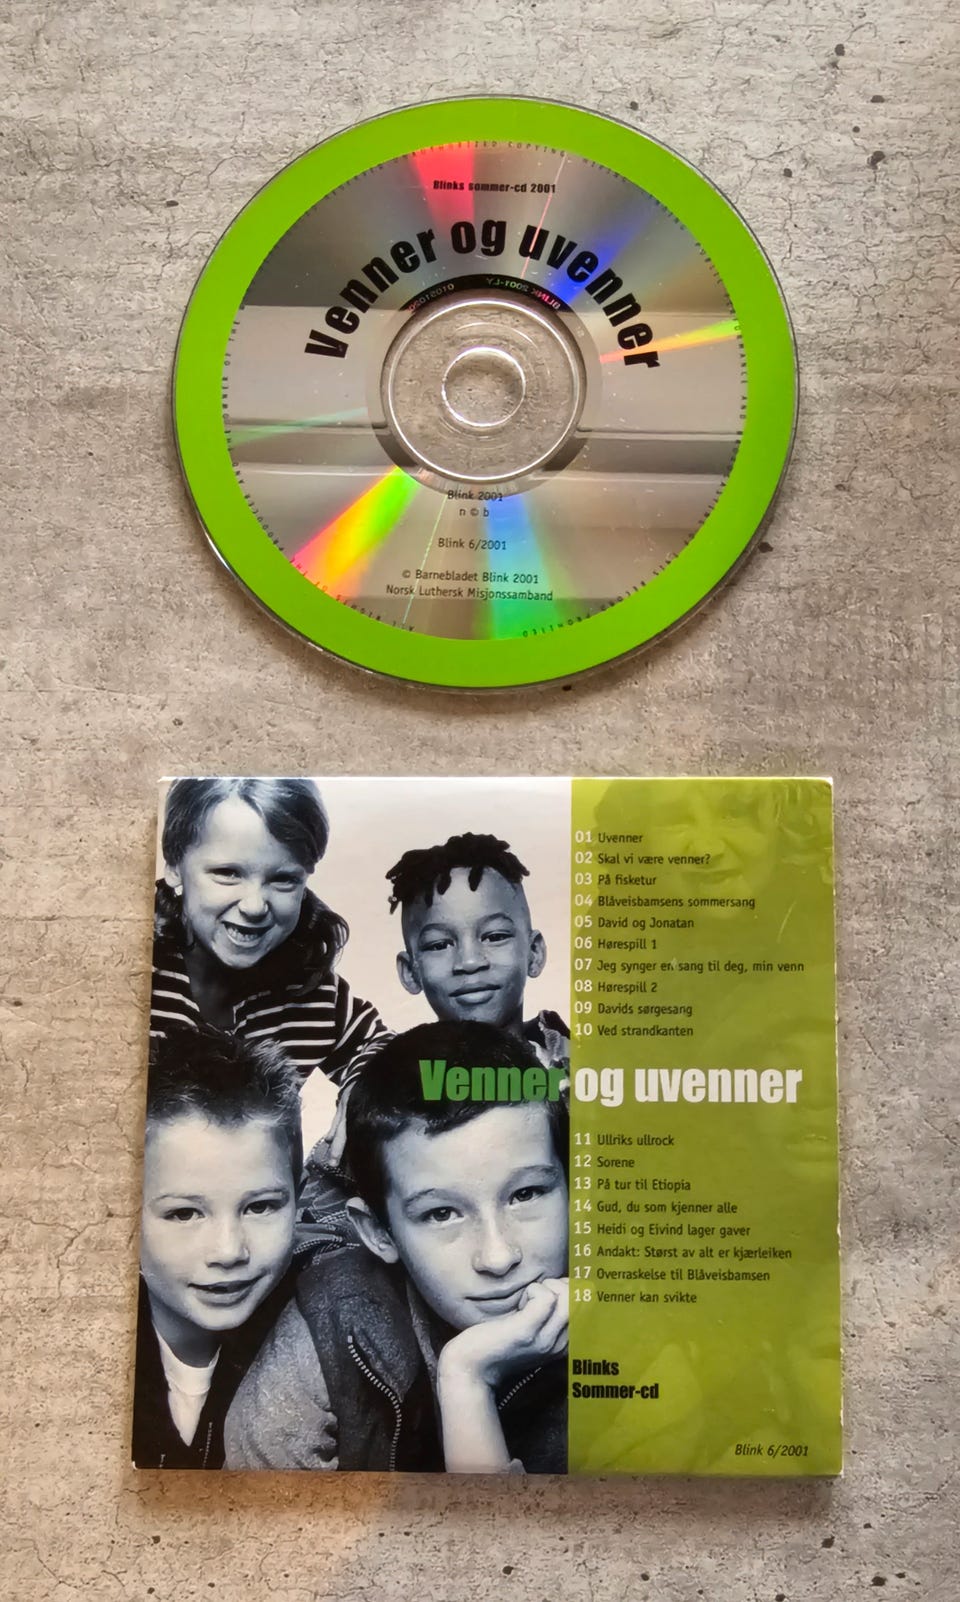 Blinks sommer-cd 2001
Venner og uvenner
BLINK 2001-LY
Blink 2001
n © b
Blink 6/2001
© Barnebladet Blink 2001
Norsk Luthersk Misjonssamband
01 Uvenner
02 Skal vi være venner?
03 På fisketur
04 Blåveisbamsens sommersang
05 David og Jonatan
06 Hørespill 1
07 Jeg synger en sang til deg, min venn
08 Hørespill 2
09 Davids sørgesang
10 Ved strandkanten
Venner og uvenner
11 Ullriks ullrock
12 Sorene
13 På tur til Etiopia
14 Gud, du som kjenner alle
15 Heidi og Eivind lager gaver
16 Andakt: Størst av alt er kjærleiken
17 Overraskelse til Blåveisbamsen
18 Venner kan svikte
Blinks
Sommer-cd
Blink 6/2001